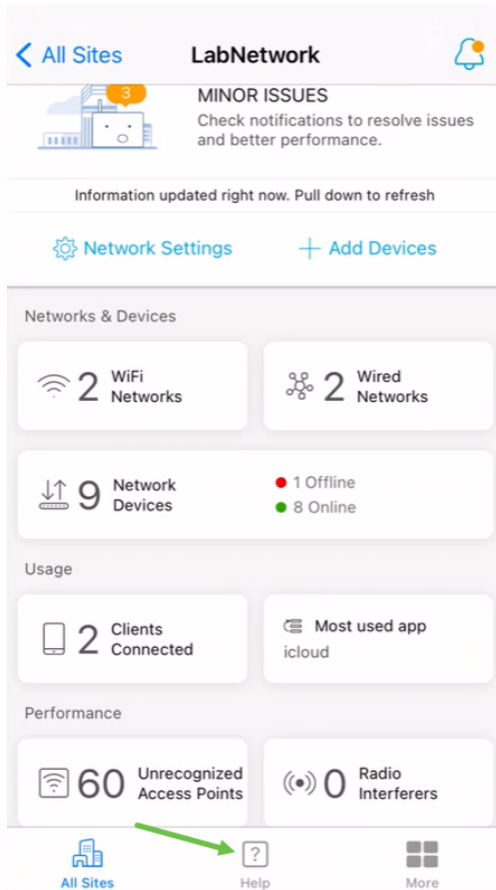 All Sites LabNetwork
3
MINOR ISSUES
Check notifications to resolve issues
and better performance.
Information updated right now. Pull down to refresh
Network Settings Add Devices
Networks & Devices
2 WiFi
Networks
2 Wired
Networks
9 Network
Devices
1 Offline
8 Online
Usage
2 Clients
Connected
Most used app
icloud
Performance
60 Unrecognized
Access Points
0 Radio
Interferers
?
All Sites Help More